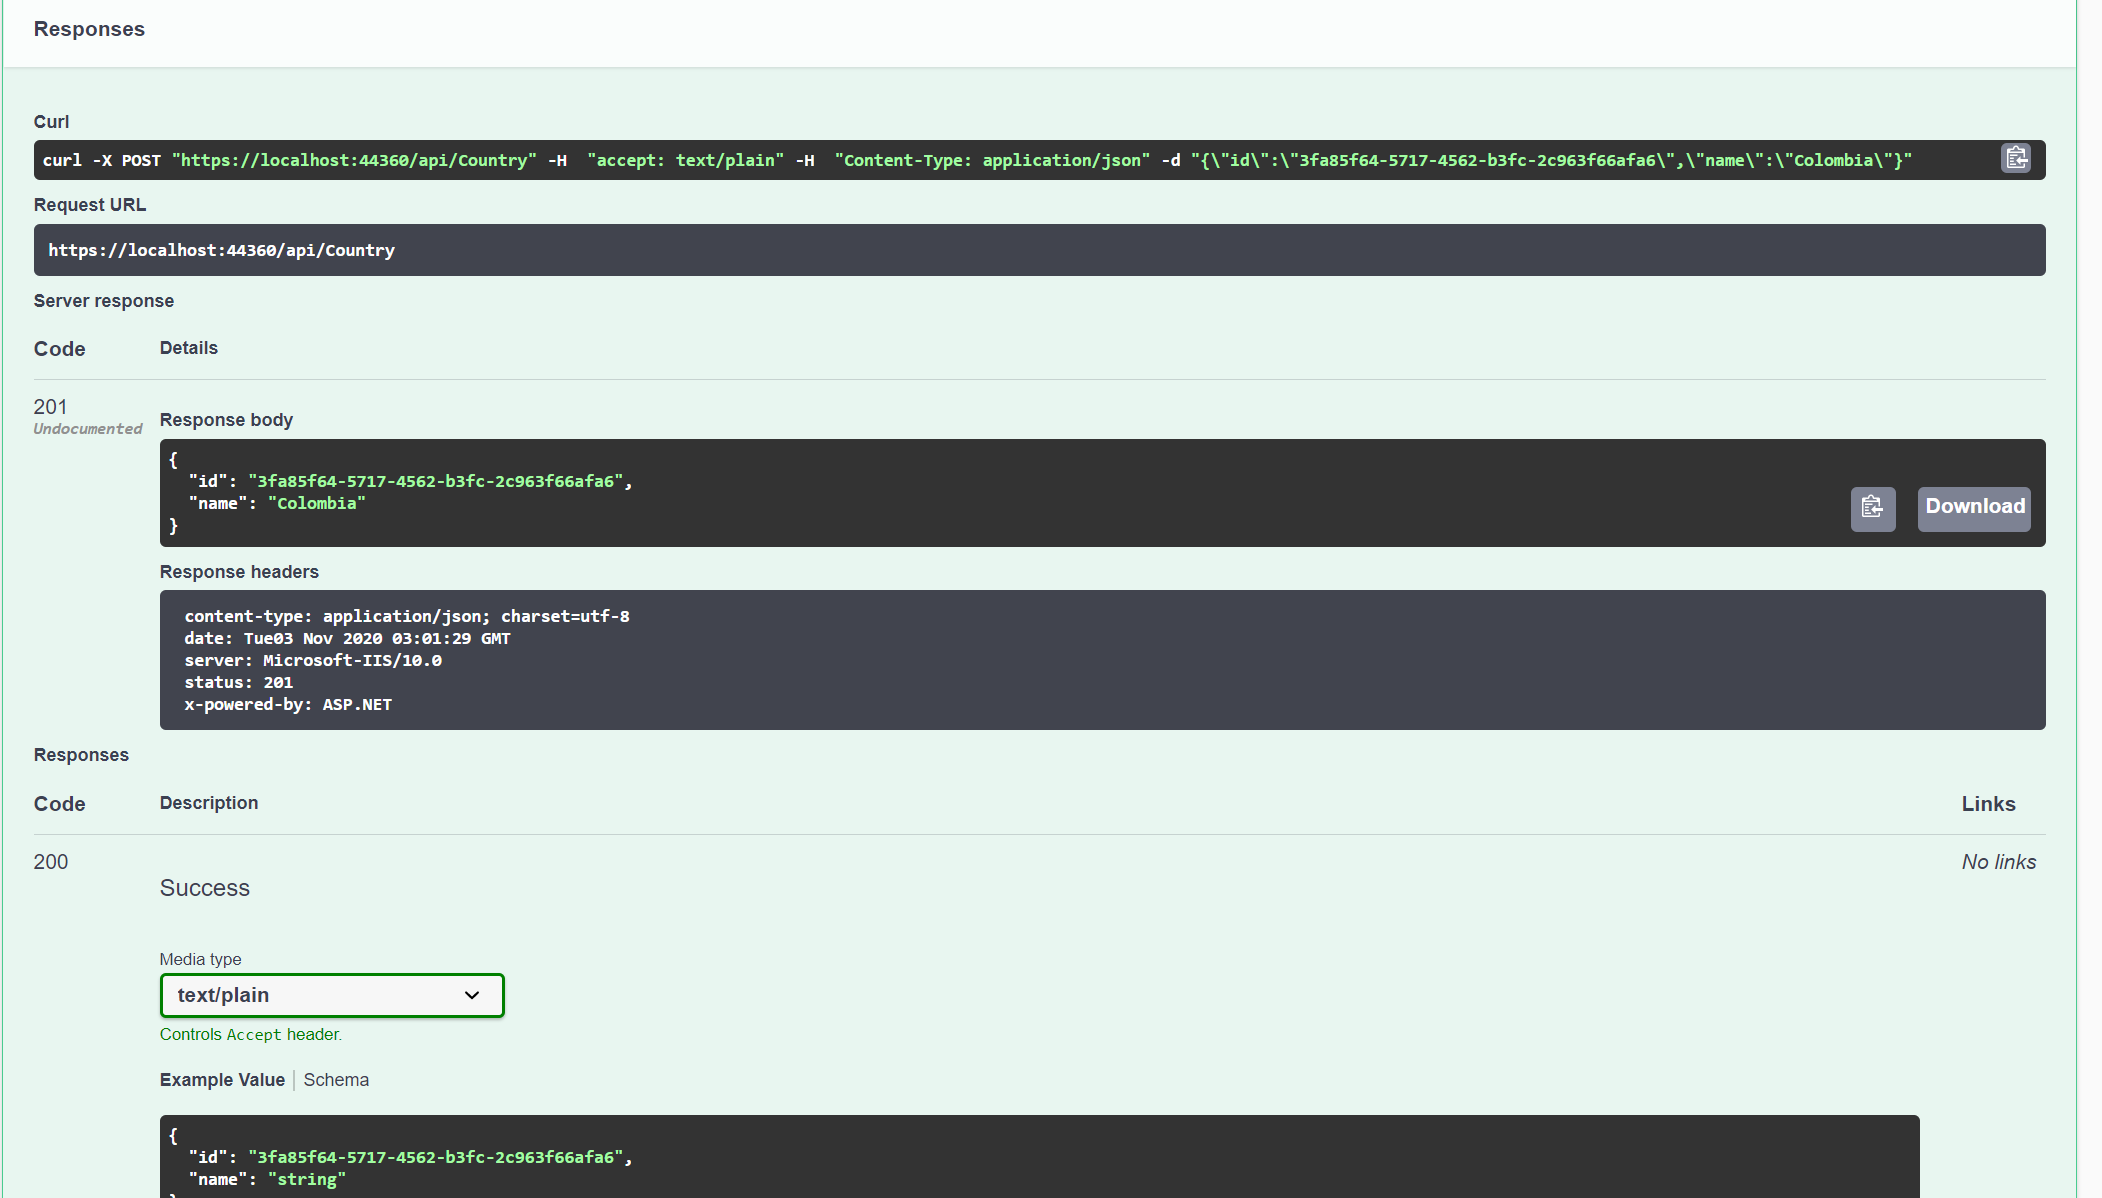 Responses
Curl
curl -X POST "https://localhost:44360/api/Country" -H  "accept: text/plain" -H  "Content-Type: application/json" -d "{\"id\":\"3fa85f64-5717-4562-b3fc-2c963f66afa6\",\"name\":\"Colombia\"}"
Request URL
https://localhost:44360/api/Country
Server response
Code Details
201
Undocumented
Response body
{
  "id": "3fa85f64-5717-4562-b3fc-2c963f66afa6",
  "name": "Colombia"
}
Download
Response headers
content-type: application/json; charset=utf-8
date: Tue03 Nov 2020 03:01:29 GMT
server: Microsoft-IIS/10.0
status: 201
x-powered-by: ASP.NET
Responses
Code Description Links
200 No links
Success
Media type
text/plain
Controls Accept header.
Example Value Schema
{
  "id": "3fa85f64-5717-4562-b3fc-2c963f66afa6",
  "name": "string"
}